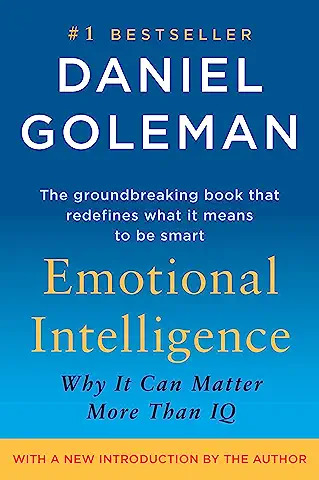 #1 BESTSELLER
DANIEL
GOLEMAN
The groundbreaking book that
redefines what it means
to be smart
Emotional
Intelligence
Why It Can Matter
More Than IQ
WITH A NEW INTRODUCTION BY THE AUTHOR